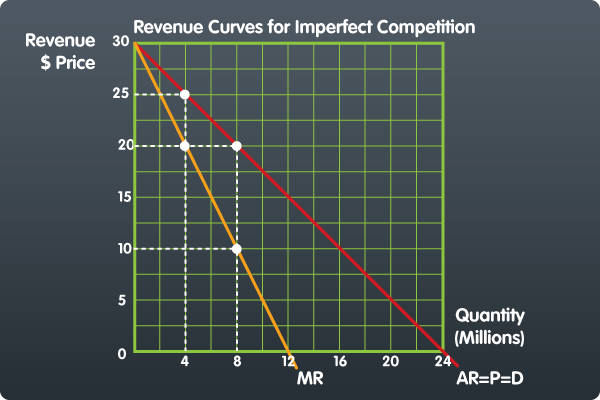 Revenue Curves for Imperfect Competition
Revenue
$ Price
30
25
20
15
10
5
0
4
8
12
16
20
24
Quantity
(Millions)
MR
AR=P=D